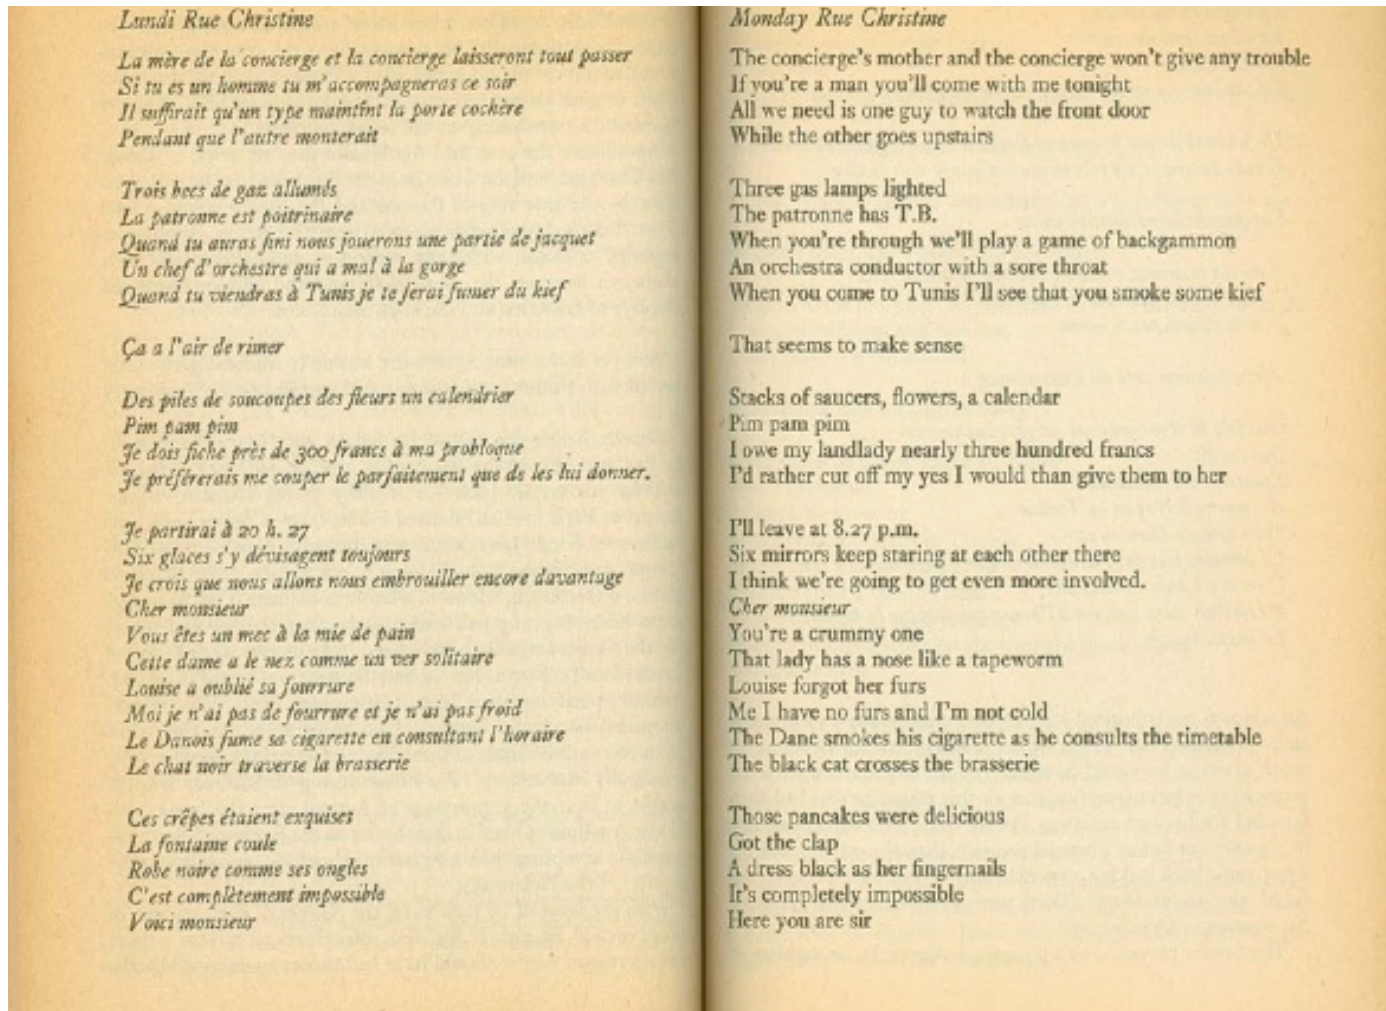 Lundi Rue Christine
La mère de la concierge et la concierge laisseront tout passer
Si tu es un homme tu m'accompagneras ce soir
Il suffirait qu'un type maintînt la porte cochère
Pendant que l'autre monterait
Trois becs de gaz allumés
La patronne est poitrinaire
Quand tu auras fini nous jouerons une partie de jacquet
Un chef d'orchestre qui a mal à la gorge
Quand tu viendras à Tunis je te ferai fumer du kief
Ça a l'air de rimer
Des piles de soucoupes des fleurs un calendrier
Pim pam pim
Je dois fiche près de 300 francs à ma probloque
Je préférerais me couper le parfaitement que de les lui donner.
Je partirai à 20 h. 27
Six glaces s'y dévisagent toujours
Je crois que nous allons nous embrouiller encore davantage
Cher monsieur
Vous êtes un mec à la mie de pain
Cette dame a le nez comme un ver solitaire
Louise a oublié sa fourrure
Moi je n'ai pas de fourrure et je n'ai pas froid
Le Danois fume sa cigarette en consultant l'horaire
Le chat noir traverse la brasserie
Ces crêpes étaient exquises
La fontaine coule
Robe noire comme ses ongles
C'est complètement impossible
Voici monsieur
Monday Rue Christine
The concierge's mother and the concierge won't give any trouble
If you're a man you'll come with me tonight
All we need is one guy to watch the front door
While the other goes upstairs
Three gas lamps lighted
The patronne has T.B.
When you're through we'll play a game of backgammon
An orchestra conductor with a sore throat
When you come to Tunis I'll see that you smoke some kief
That seems to make sense
Stacks of saucers, flowers, a calendar
Pim pam pim
I owe my landlady nearly three hundred francs
I'd rather cut off my yes I would than give them to her
I'll leave at 8.27 p.m.
Six mirrors keep staring at each other there
I think we're going to get even more involved.
Cher monsieur
You're a crummy one
That lady has a nose like a tapeworm
Louise forgot her furs
Me I have no furs and I'm not cold
The Dane smokes his cigarette as he consults the timetable
The black cat crosses the brasserie
Those pancakes were delicious
Got the clap
A dress black as her fingernails
It's completely impossible
Here you are sir